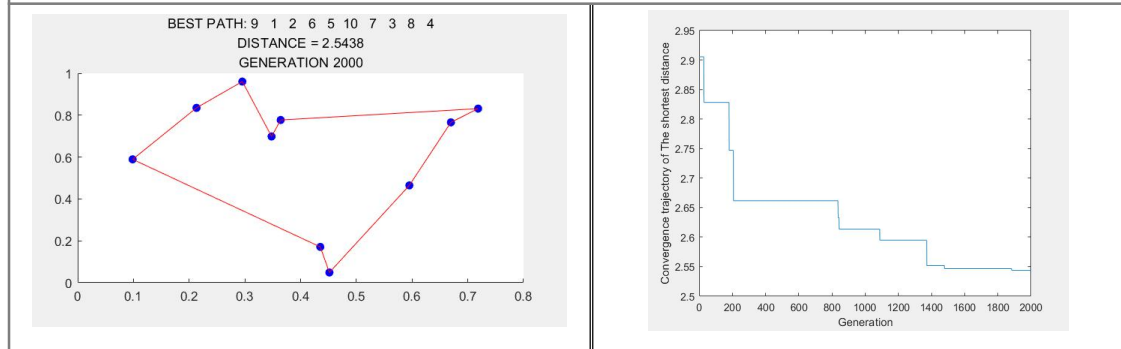 BEST PATH: 9 1 2 6 5 10 7 3 8 4
DISTANCE = 2.5438
GENERATION 2000
1
0.8
0.6
0.4
0.2
0
0 0.1 0.2 0.3 0.4 0.5 0.6 0.7 0.8
Convergence trajectory of The shortest distance
2.95
2.9
2.85
2.8
2.75
2.7
2.65
2.6
2.55
2.5
0 200 400 600 800 1000 1200 1400 1600 1800 2000
Generation